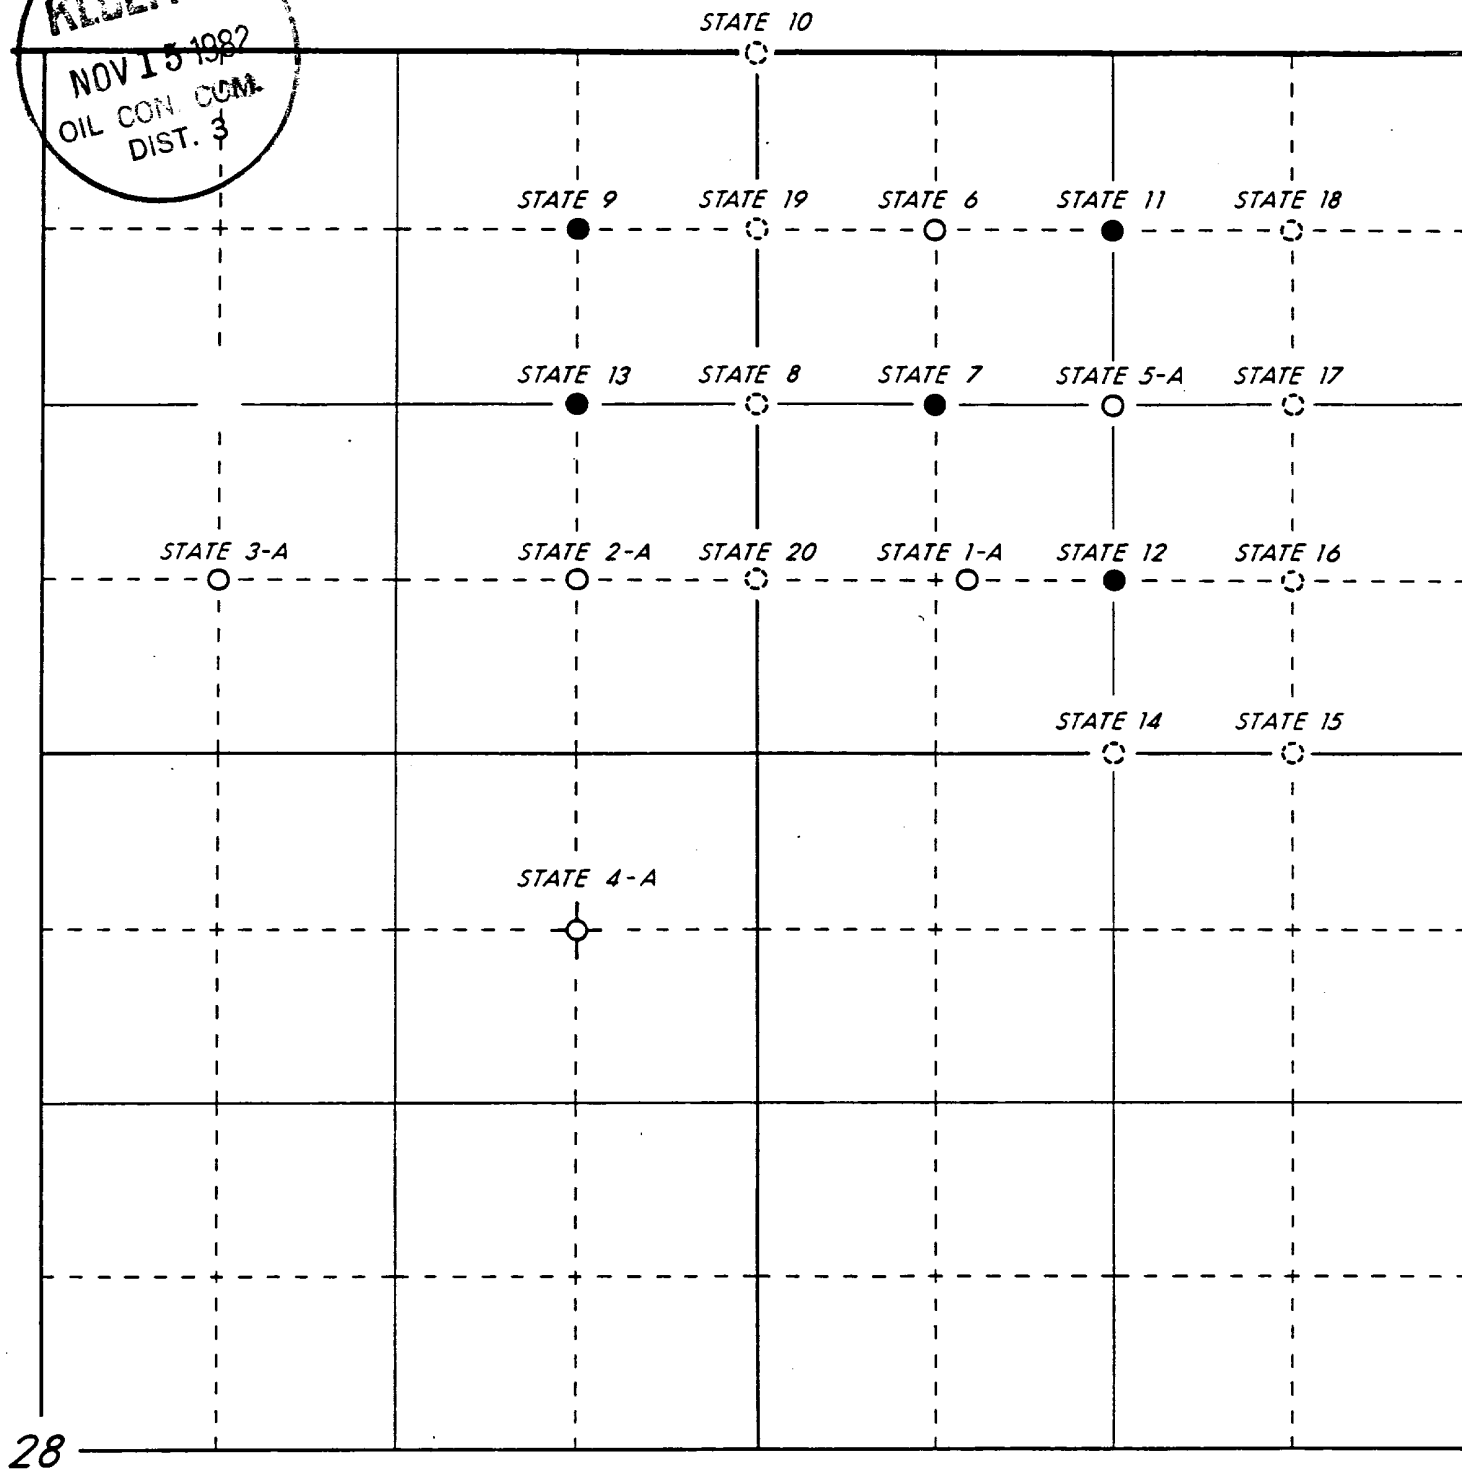 NOV 15 1982
OIL CON. COM.
DIST. 3
STATE 10
STATE 9 STATE 19 STATE 6 STATE 11 STATE 18
STATE 13 STATE 8 STATE 7 STATE 5-A STATE 17
STATE 3-A STATE 2-A STATE 20 STATE 1-A STATE 12 STATE 16
STATE 14 STATE 15
STATE 4-A
28